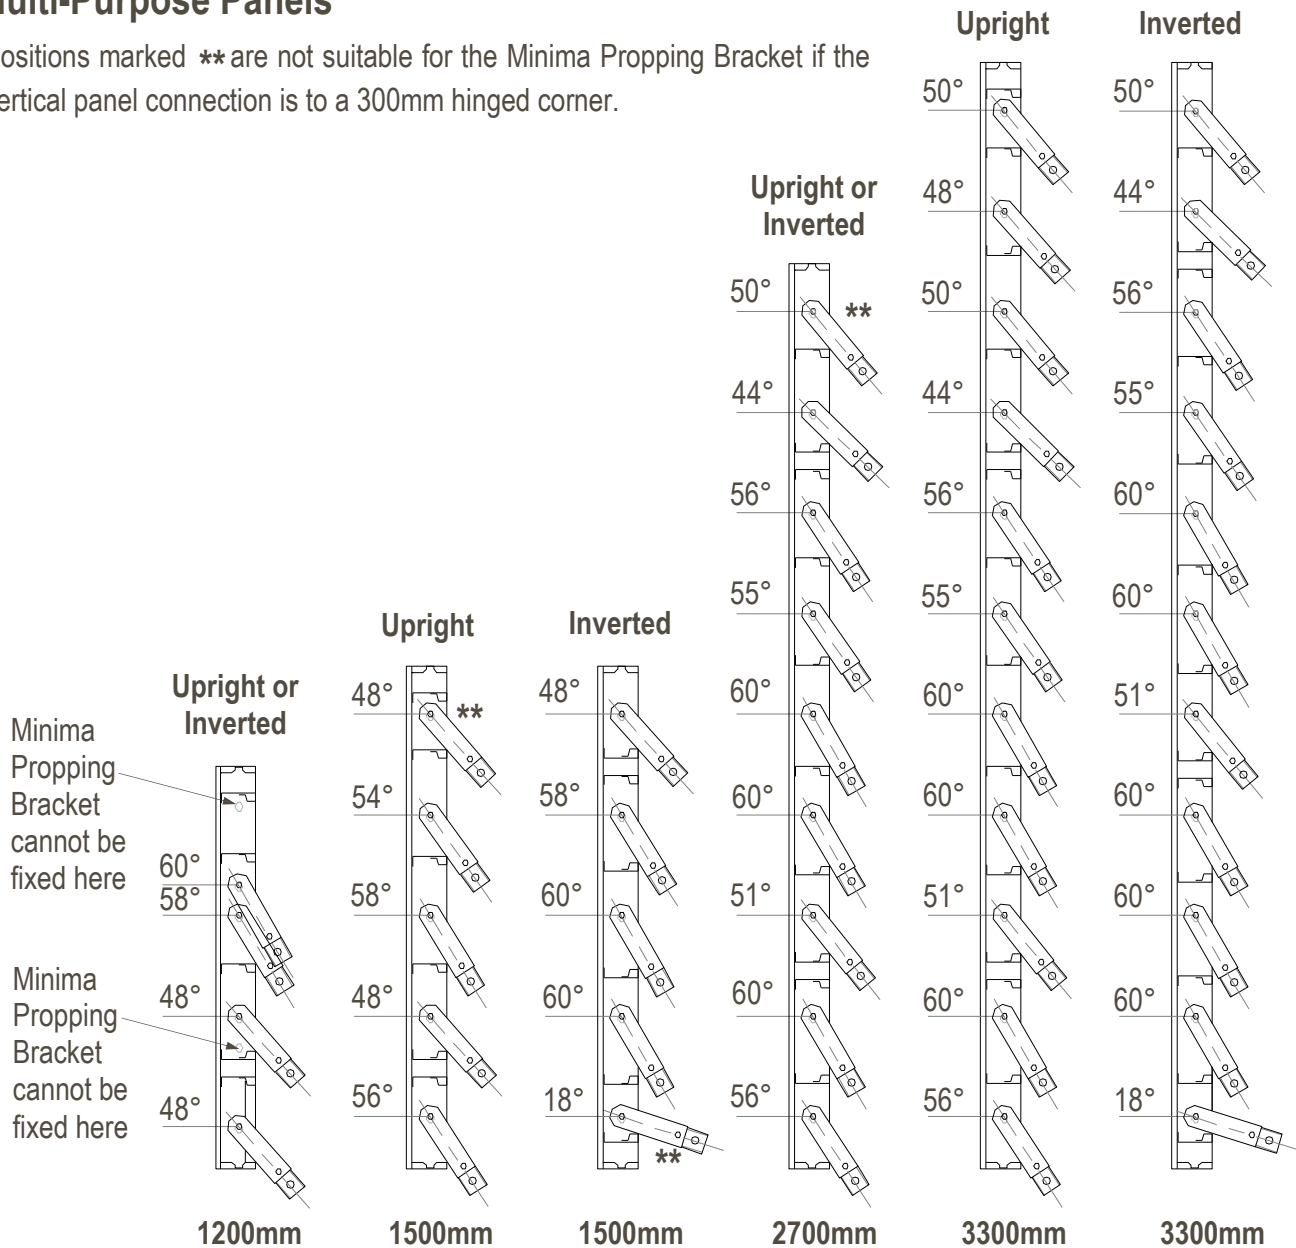 ulti-Purpose Panels
ositions marked ** are not suitable for the Minima Propping Bracket if the
ertical panel connection is to a 300mm hinged corner.
Minima
Propping
Bracket
cannot be
fixed here
Minima
Propping
Bracket
cannot be
fixed here
Upright or
Inverted
60°
58°
48°
48°
1200mm
Upright
48°
**
54°
58°
48°
56°
1500mm
Inverted
48°
58°
60°
60°
18°
**
1500mm
Upright or
Inverted
50°
**
44°
56°
55°
60°
60°
51°
60°
56°
2700mm
Upright
50°
48°
50°
44°
56°
55°
60°
60°
51°
60°
56°
3300mm
Inverted
50°
44°
56°
55°
60°
60°
51°
60°
60°
60°
18°
3300mm